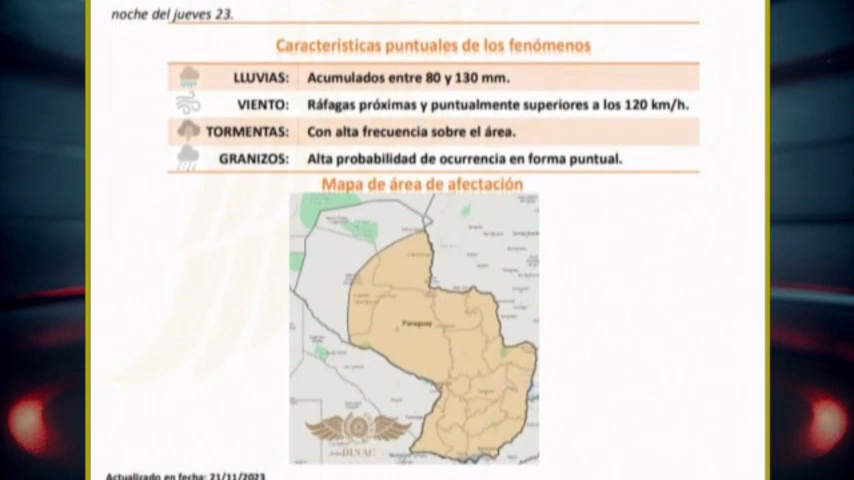 noche del jueves 23.
Características puntuales de los fenómenos
LLUVIAS: Acumulados entre 80 y 130 mm.
VIENTO: Ráfagas próximas y puntualmente superiores a los 120 km/h.
TORMENTAS: Con alta frecuencia sobre el área.
GRANIZOS: Alta probabilidad de ocurrencia en forma puntual.
Mapa de área de afectación
Paraguay
DINAC
Actualizado en fecha: 21/11/2023